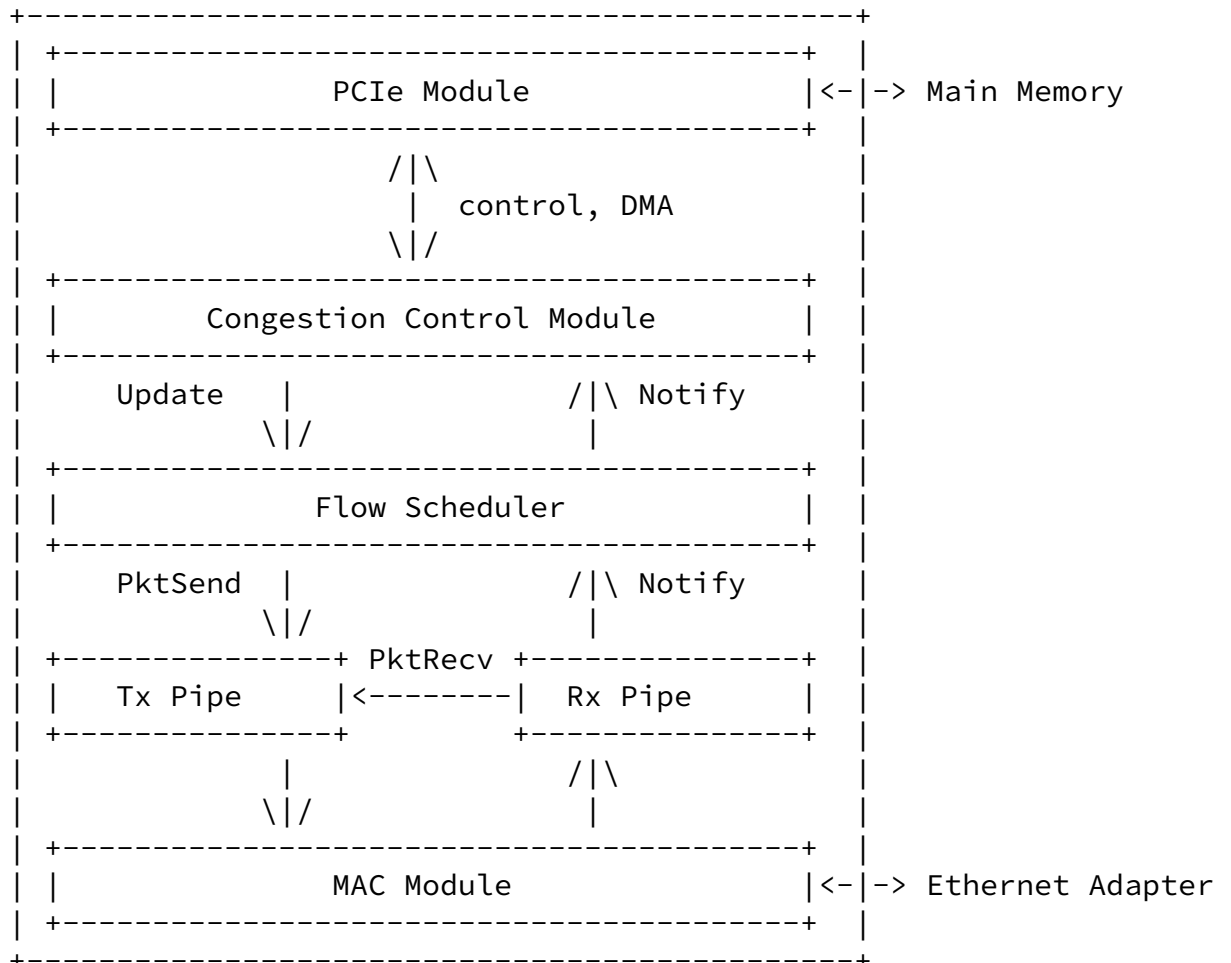 PCIe Module
Main Memory
control, DMA
Congestion Control Module
Update Notify
Flow Scheduler
PktSend Notify
PktRecv
Tx Pipe Rx Pipe
MAC Module
Ethernet Adapter